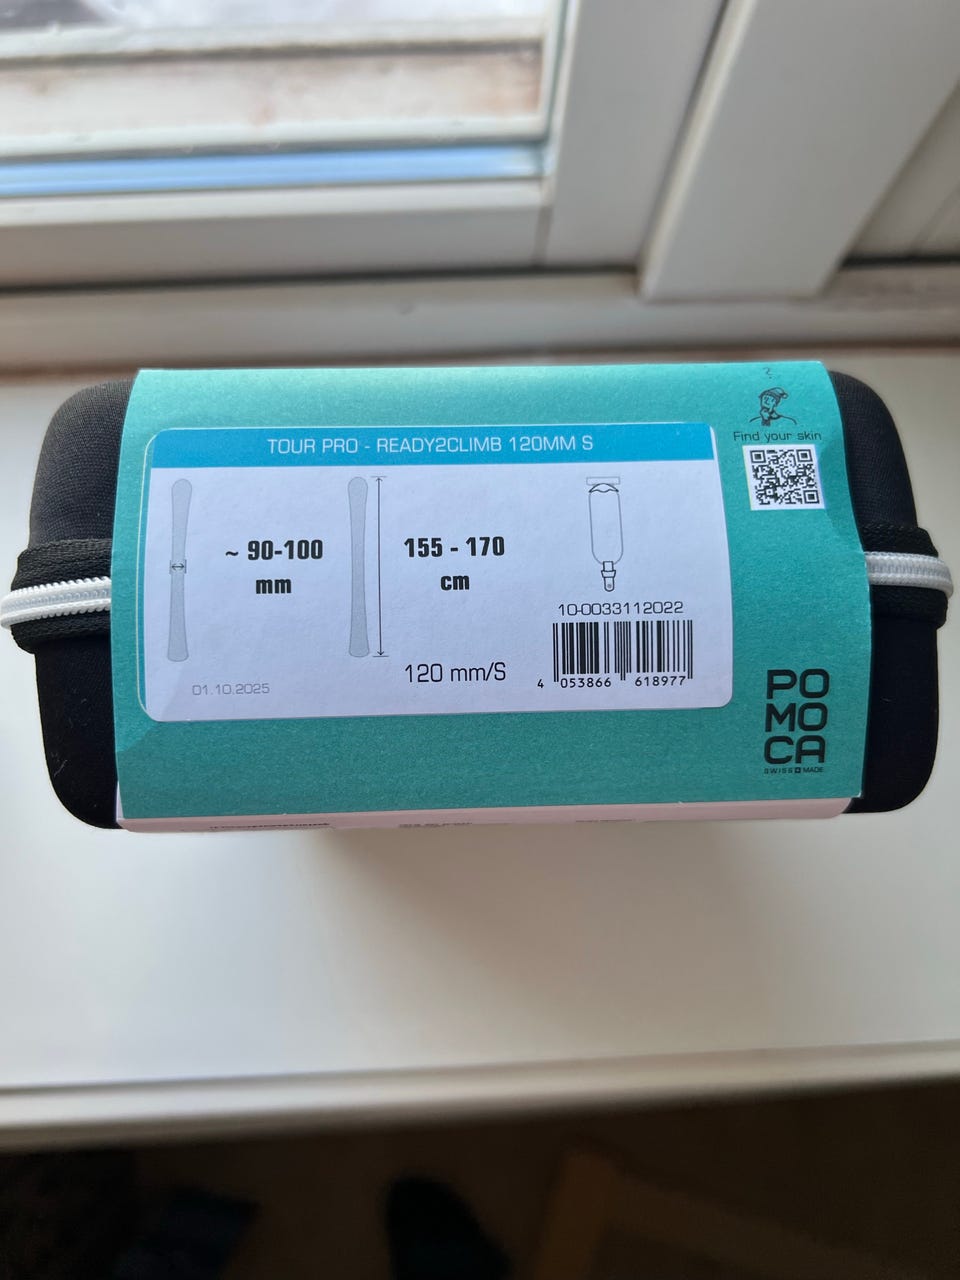 ?
Find your skin
TOUR PRO - READY2CLIMB 120MM S
~ 90-100
mm
155 - 170
cm
10-0033112022
120 mm/S
4 053866 618977
01.10.2025
PO
MO
CA
SWISS MADE